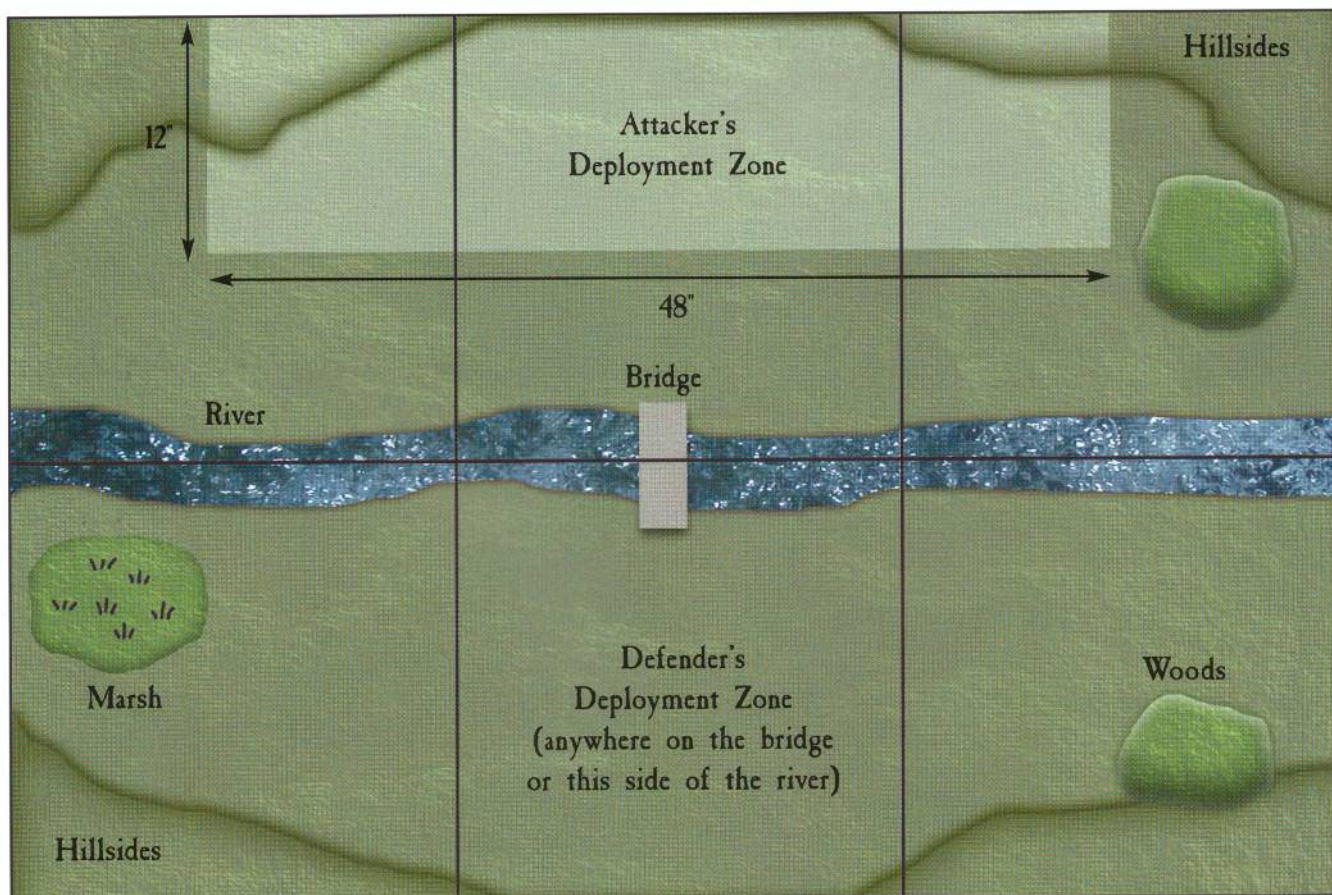 Hillsides
12"
Attacker's
Deployment Zone
48"
Bridge
River
Defender's
Deployment Zone
(anywhere on the bridge
or this side of the river)
Marsh
Woods
Hillsides